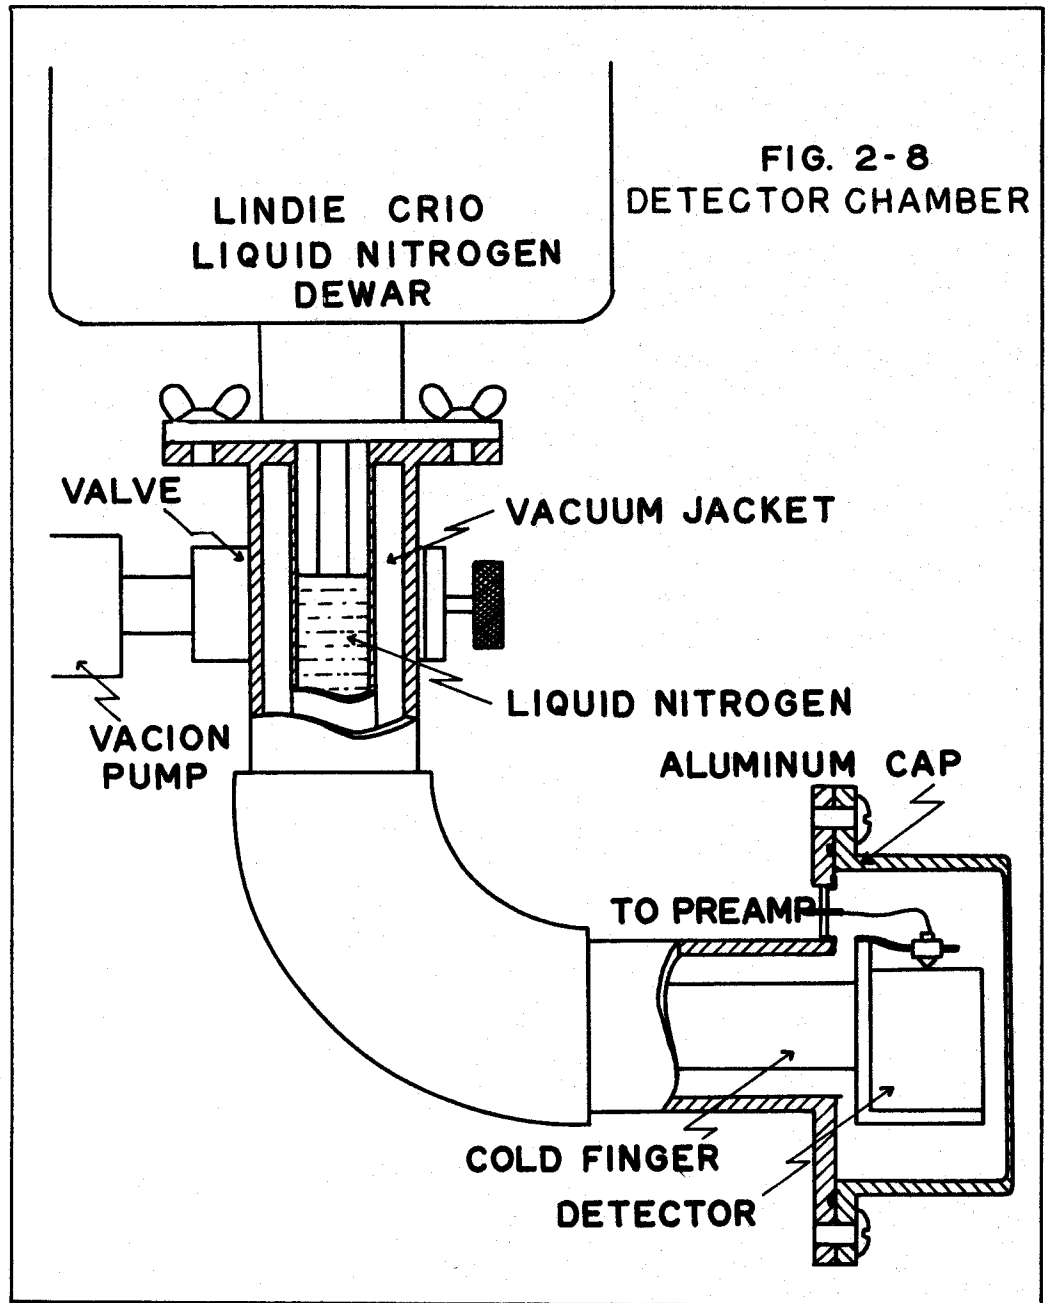 FIG. 2-8
DETECTOR CHAMBER
LINDIE CRIO
LIQUID NITROGEN
DEWAR
VALVE
VACUUM JACKET
LIQUID NITROGEN
VACION
PUMP
ALUMINUM CAP
TO PREAMP
COLD FINGER
DETECTOR